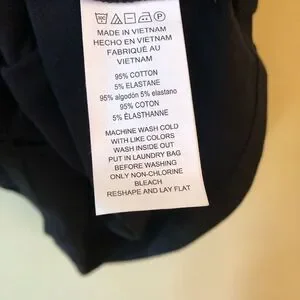 MADE IN VIETNAM
HECHO EN VIETNAM
FABRIQUÉ AU
VIETNAM
95% COTTON
5% ELASTANE
95% algodón 5% elastano
95% COTON
5% ÉLASTHANNE
MACHINE WASH COLD
WITH LIKE COLORS
WASH INSIDE OUT
PUT IN LAUNDRY BAG
BEFORE WASHING
ONLY NON-CHLORINE
BLEACH
RESHAPE AND LAY FLAT